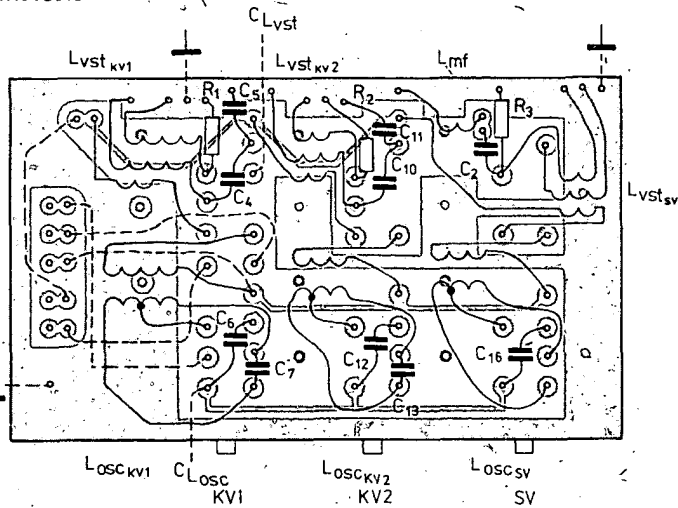 C Lvst
Lvst KV1
Lvst KV2
Lmf
R1
C5
R2
C11
R3
C4
C10
C2
Lvst SV
C6
C7
C12
C13
C16
Losc KV1
C Losc
Losc KV2
Losc SV
KV1
KV2
SV